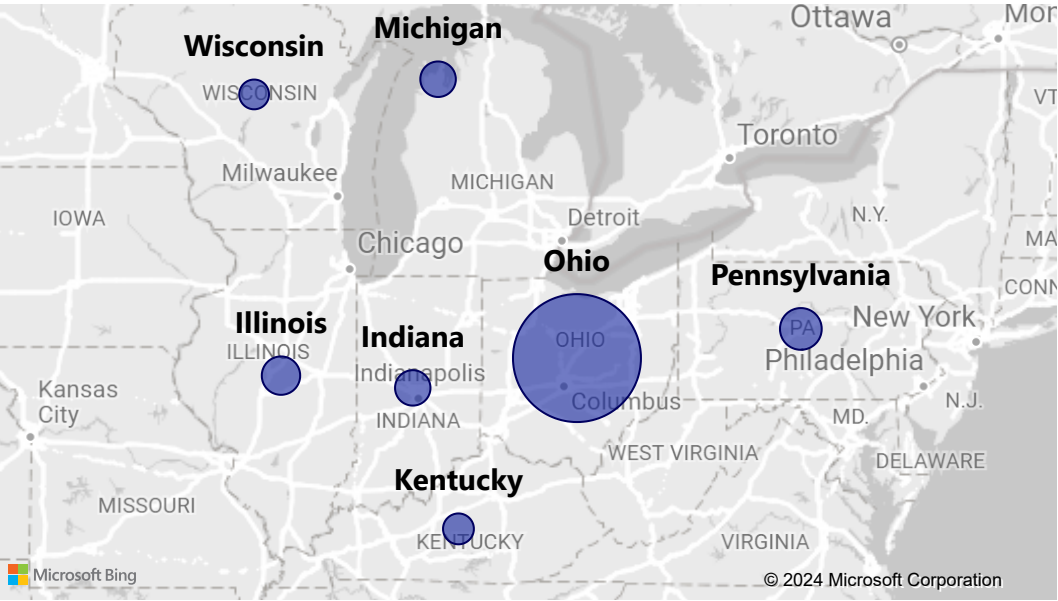 Ottawa
Mon
Michigan
Wisconsin
WISCONSIN
VT
Toronto
Milwaukee
MICHIGAN
IOWA
Detroit
N.Y.
Chicago
MA
Ohio
Pennsylvania
CONN
Illinois
Indiana
PA
New York
OHIO
ILLINOIS
Philadelphia
Indianapolis
Kansas
City
Columbus
N.J.
INDIANA
MD.
WEST VIRGINIA
DELAWARE
Kentucky
MISSOURI
KENTUCKY
VIRGINIA
Microsoft Bing
© 2024 Microsoft Corporation